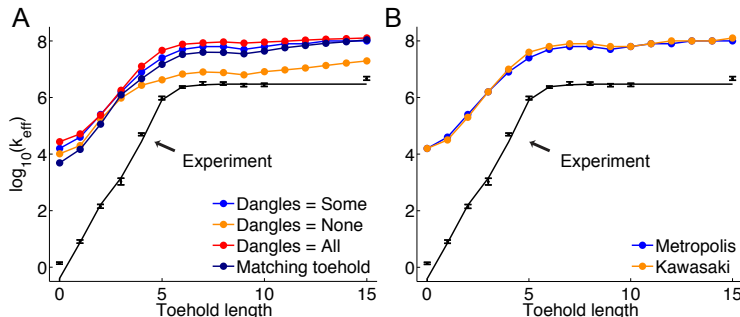 A
log10(keff)
8
6
4
2
0
Experiment
Dangles = Some
Dangles = None
Dangles = All
Matching toehold
0 5 10 15
Toehold length
B
8
6
4
2
0
Experiment
Metropolis
Kawasaki
0 5 10 15
Toehold length